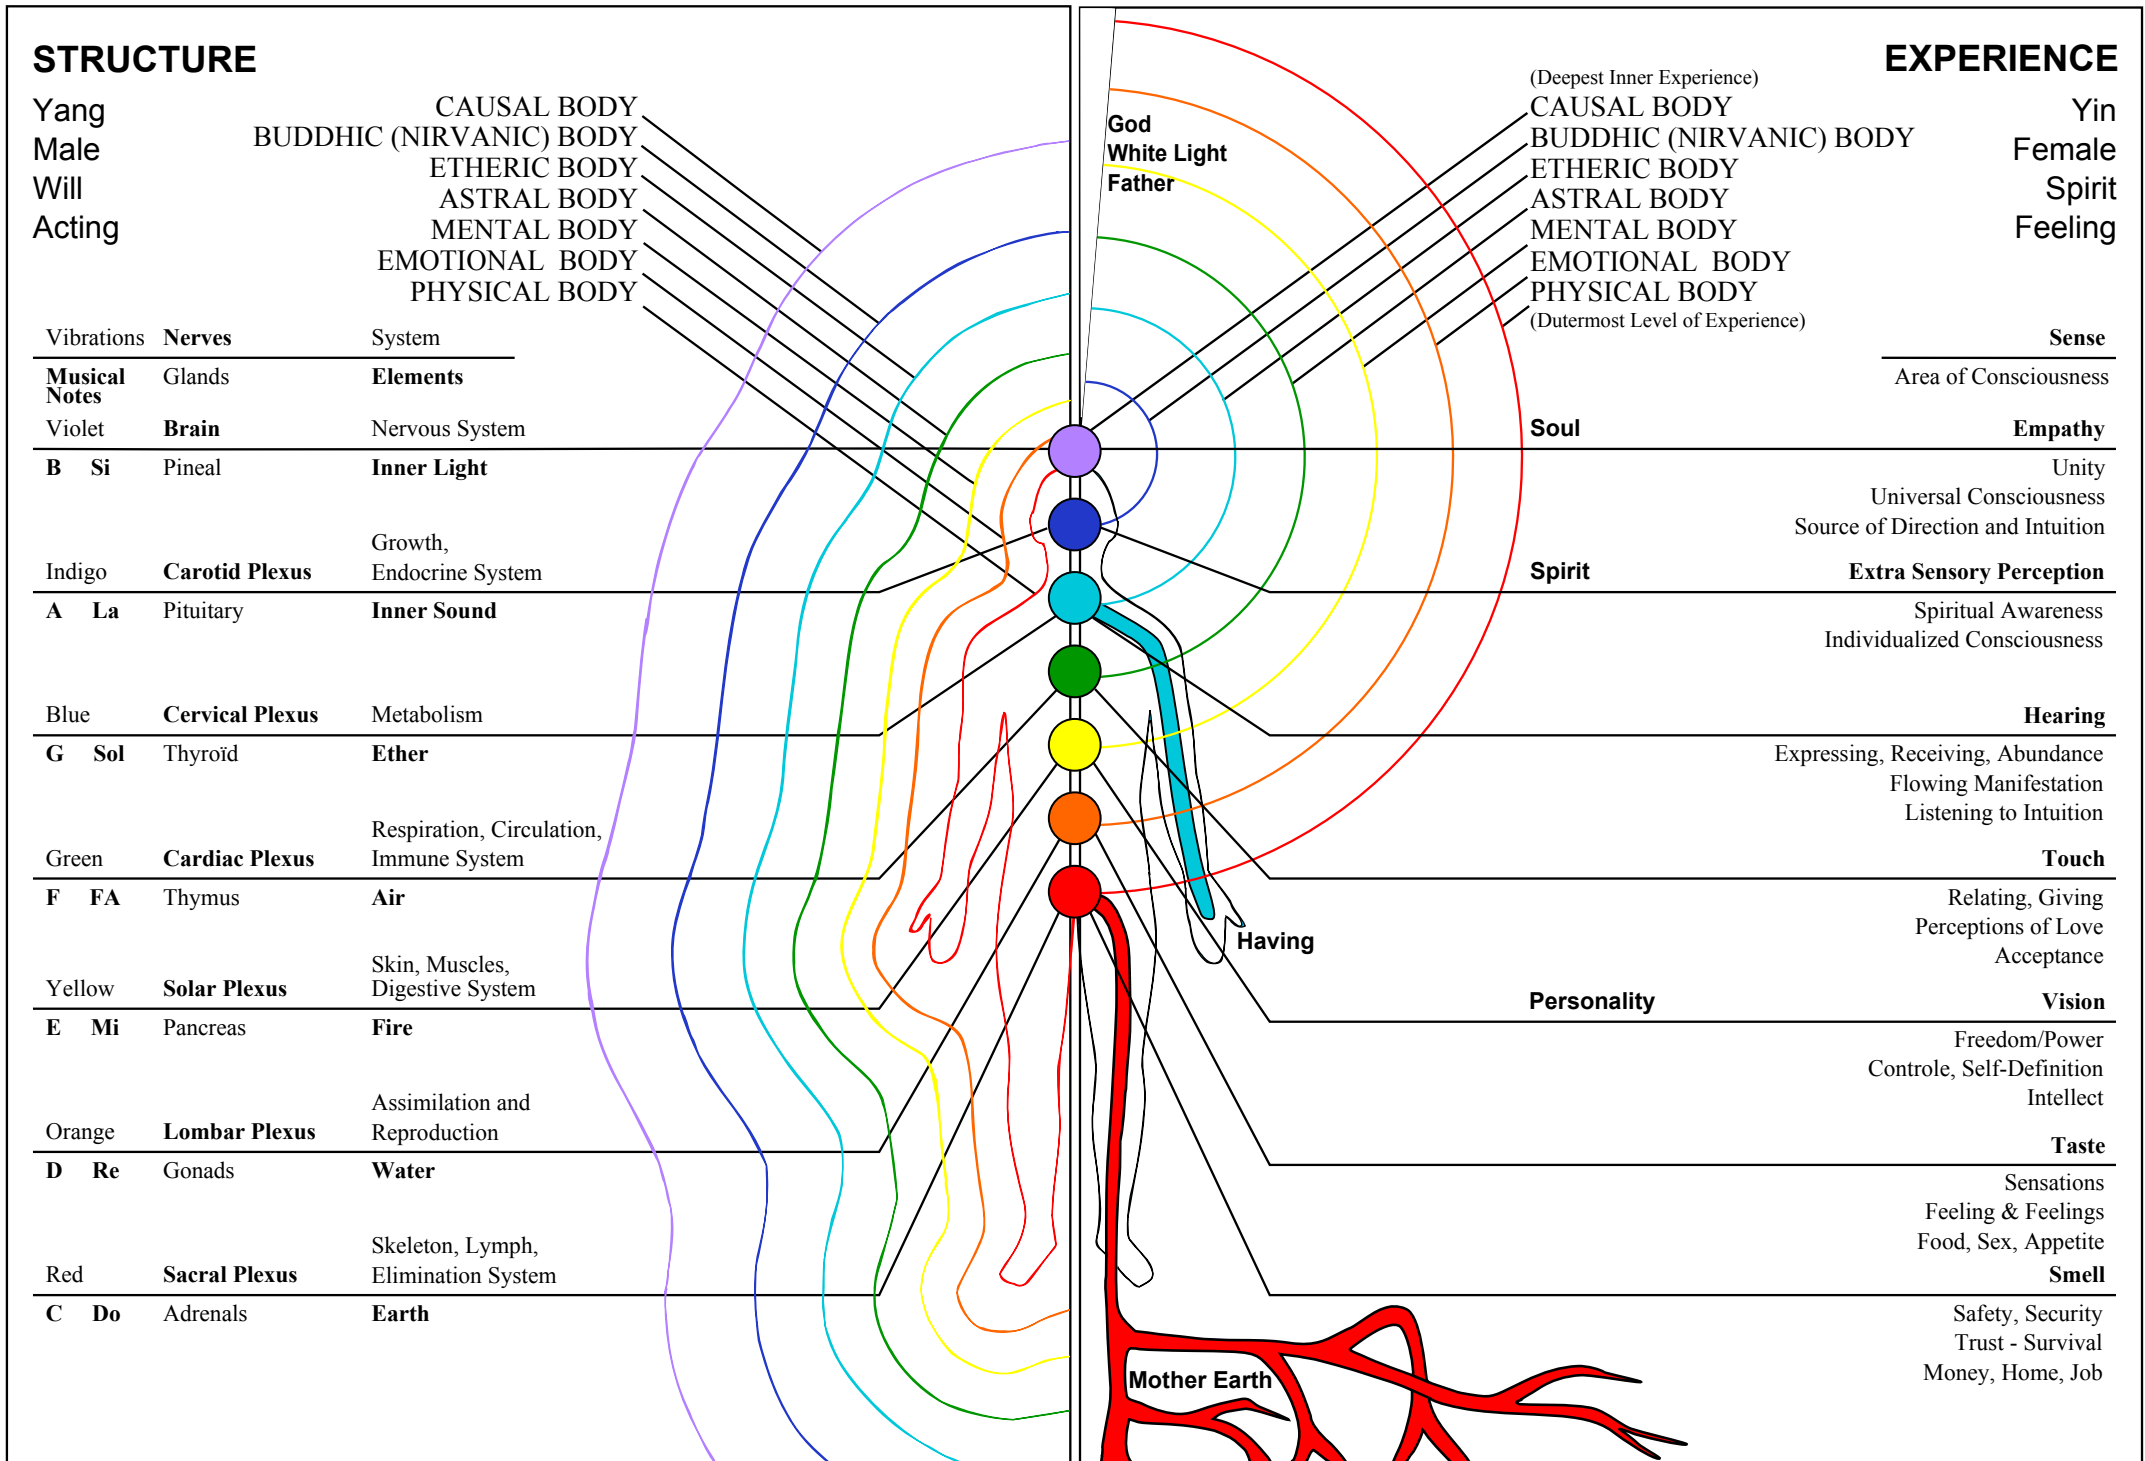 STRUCTURE
Yang
Male
Will
Acting
CAUSAL BODY
BUDDHIC (NIRVANIC) BODY
ETHERIC BODY
ASTRAL BODY
MENTAL BODY
EMOTIONAL BODY
PHYSICAL BODY
God
White Light
Father
(Deepest Inner Experience)
CAUSAL BODY
BUDDHIC (NIRVANIC) BODY
ETHERIC BODY
ASTRAL BODY
MENTAL BODY
EMOTIONAL BODY
PHYSICAL BODY
(Dutermost Level of Experience)
EXPERIENCE
Yin
Female
Spirit
Feeling
Vibrations Nerves System
Musical
Notes
Glands Elements
Violet Brain Nervous System
B Si Pineal Inner Light
Growth,
Indigo Carotid Plexus Endocrine System
A La Pituitary Inner Sound
Blue Cervical Plexus Metabolism
G Sol Thyroïd Ether
Respiration, Circulation,
Green Cardiac Plexus Immune System
F FA Thymus Air
Skin, Muscles,
Yellow Solar Plexus Digestive System
E Mi Pancreas Fire
Assimilation and
Orange Lombar Plexus Reproduction
D Re Gonads Water
Skeleton, Lymph,
Red Sacral Plexus Elimination System
C Do Adrenals Earth
Sense
Area of Consciousness
Soul Empathy
Unity
Universal Consciousness
Source of Direction and Intuition
Spirit Extra Sensory Perception
Spiritual Awareness
Individualized Consciousness
Hearing
Expressing, Receiving, Abundance
Flowing Manifestation
Listening to Intuition
Touch
Relating, Giving
Perceptions of Love
Acceptance
Having
Personality Vision
Freedom/Power
Controle, Self-Definition
Intellect
Taste
Sensations
Feeling & Feelings
Food, Sex, Appetite
Smell
Safety, Security
Trust - Survival
Money, Home, Job
Mother Earth